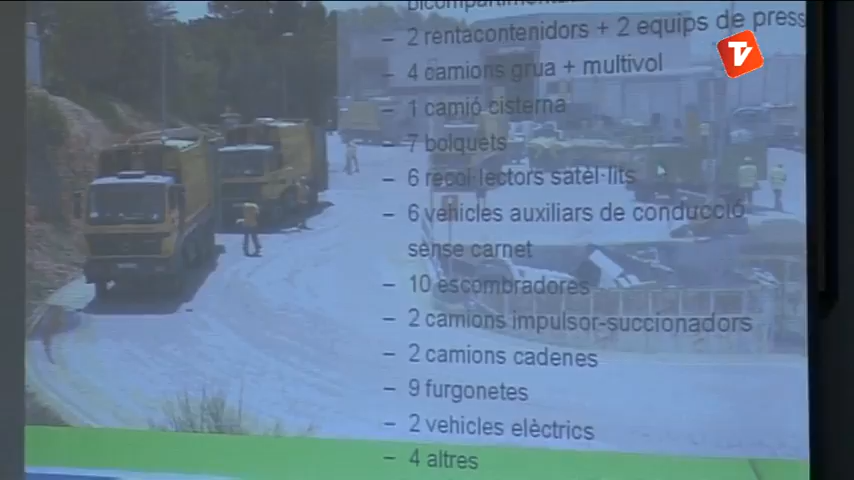 bicompartimenta
– 2 rentacontenidors + 2 equips de press
– 4 camions grua + multivol
– 1 camió cisterna
– 7 bolquets
– 6 recol·lectors satèl·lits
– 6 vehicles auxiliars de conducció
sense carnet
– 10 escombradores
– 2 camions impulsor-succionadors
– 2 camions cadenes
– 9 furgonetes
– 2 vehicles elèctrics
– 4 altres
TV